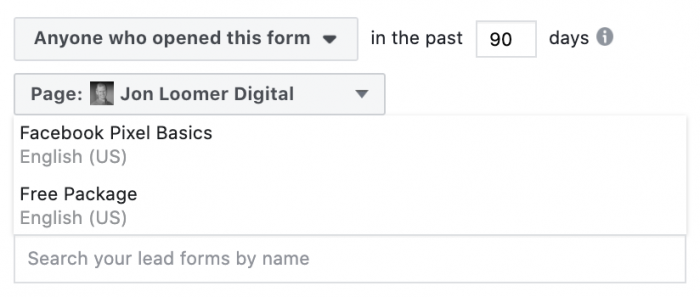 Anyone who opened this form in the past 90 days
Page: Jon Loomer Digital
Facebook Pixel Basics
English (US)
Free Package
English (US)
Search your lead forms by name